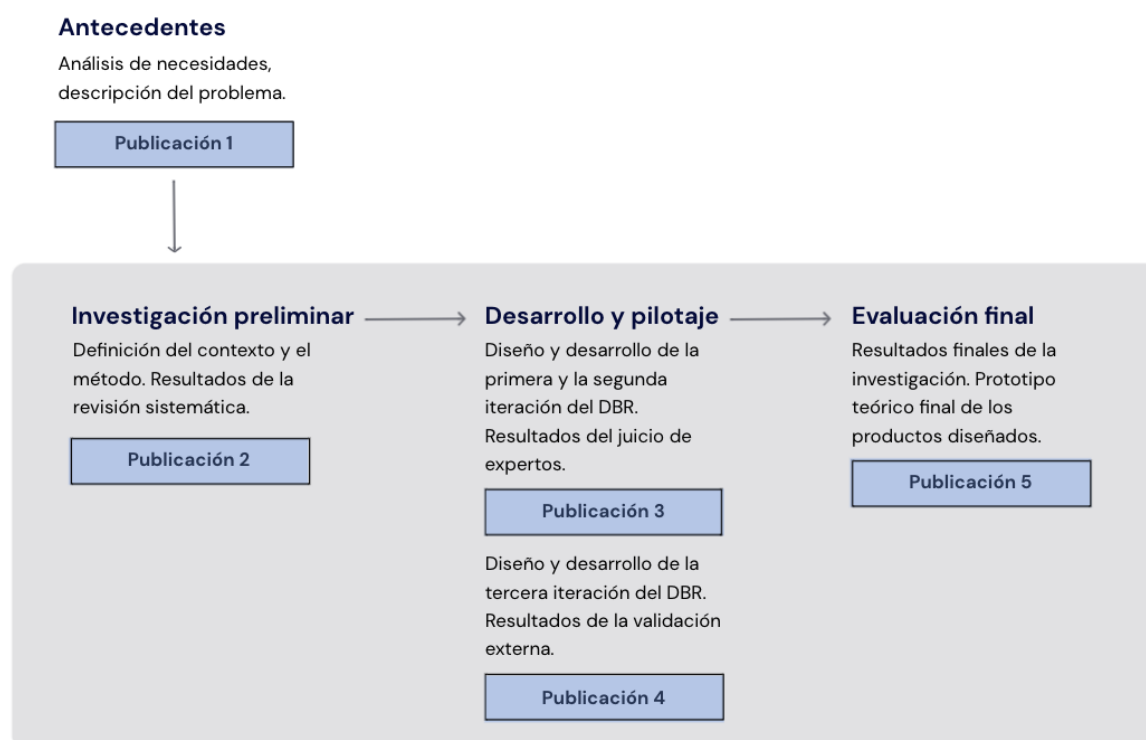 Antecedentes
Análisis de necesidades,
descripción del problema.
Publicación 1
Investigación preliminar
Definición del contexto y el
método. Resultados de la
revisión sistemática.
Publicación 2
Desarrollo y pilotaje
Diseño y desarrollo de la
primera y la segunda
iteración del DBR.
Resultados del juicio de
expertos.
Publicación 3
Diseño y desarrollo de la
tercera iteración del DBR.
Resultados de la validación
externa.
Publicación 4
Evaluación final
Resultados finales de la
investigación. Prototipo
teórico final de los
productos diseñados.
Publicación 5